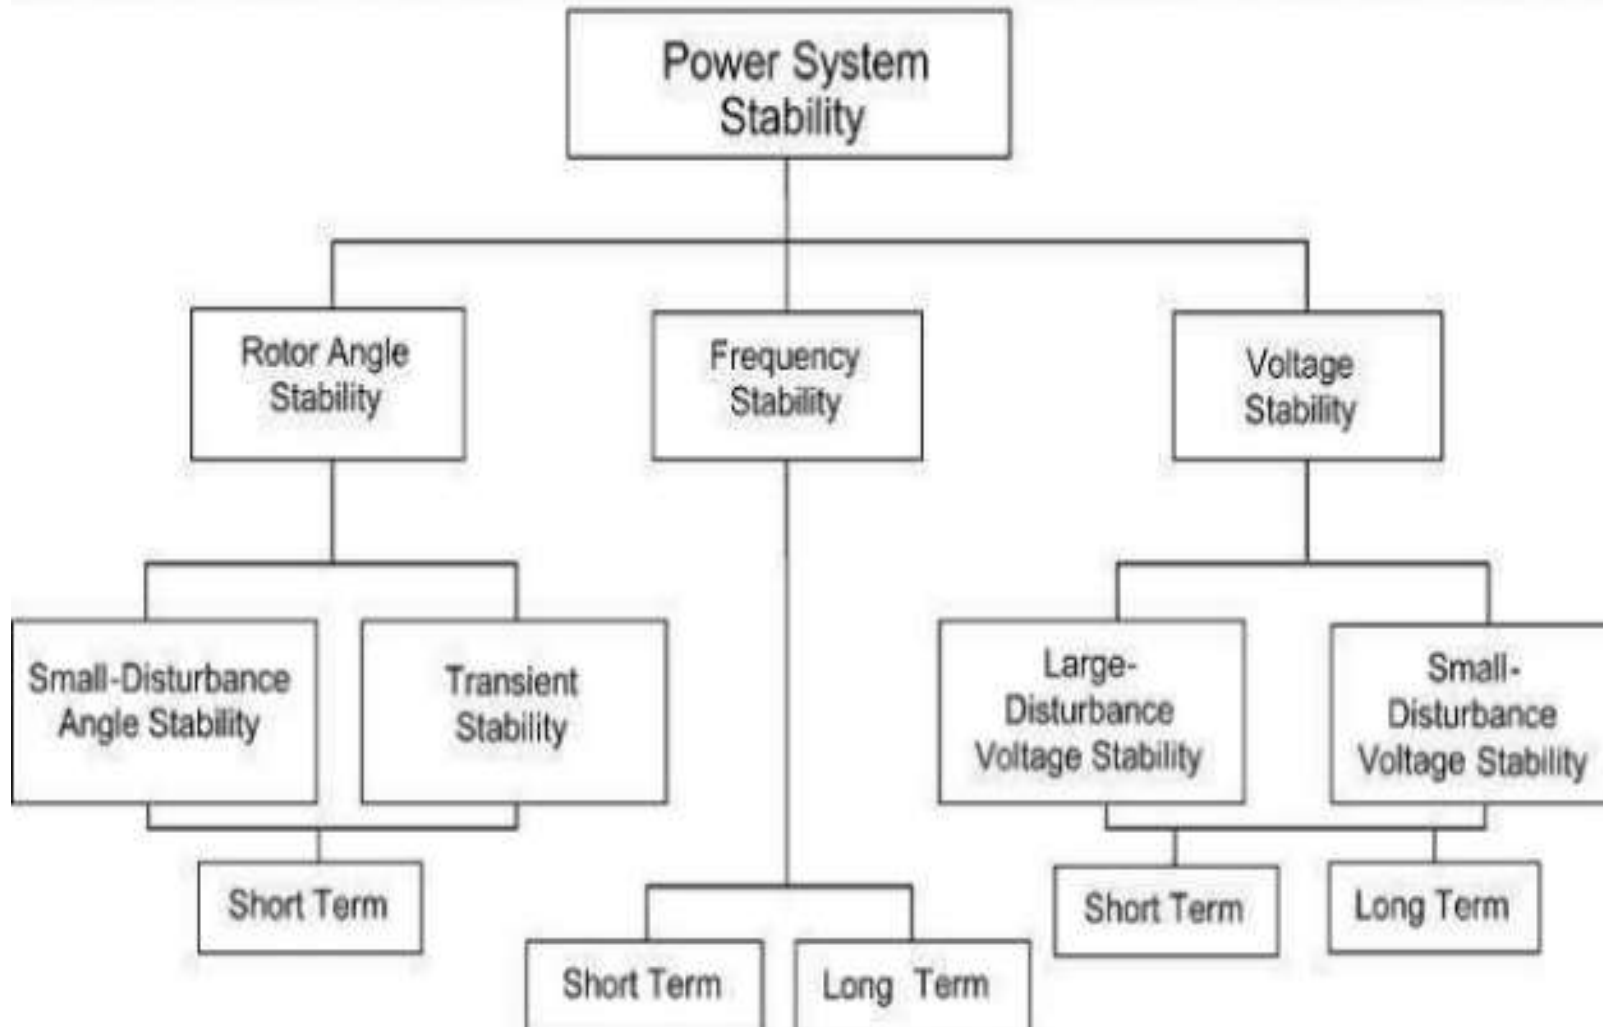 Power System
Stability
Rotor Angle
Stability
Frequency
Stability
Voltage
Stability
Small-Disturbance
Angle Stability
Transient
Stability
Large-
Disturbance
Voltage Stability
Small-
Disturbance
Voltage Stability
Short Term
Short Term
Long Term
Short Term
Long Term